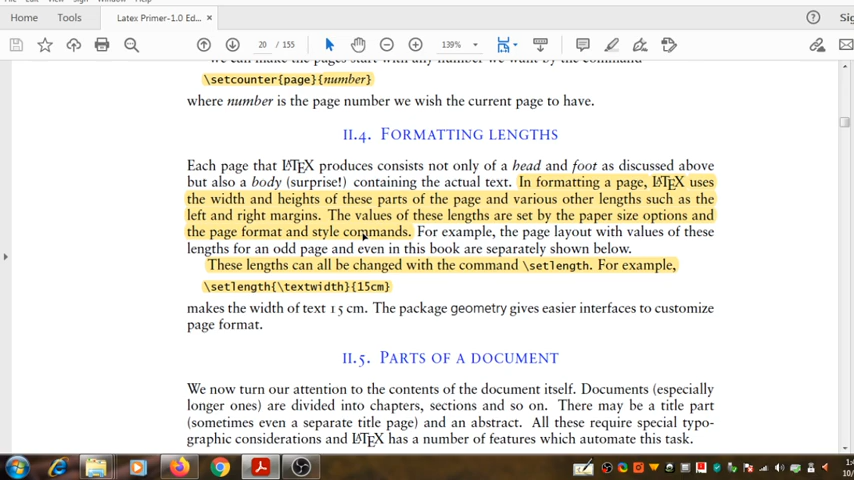 Home Tools Latex Primer-1.0 Ed... ×
20 / 155 139%
\setcounter{page}{number}
where number is the page number we wish the current page to have.
II.4. FORMATTING LENGTHS
Each page that LATEX produces consists not only of a head and foot as discussed above
but also a body (surprise!) containing the actual text. In formatting a page, LATEX uses
the width and heights of these parts of the page and various other lengths such as the
left and right margins. The values of these lengths are set by the paper size options and
the page format and style commands. For example, the page layout with values of these
lengths for an odd page and even in this book are separately shown below.
These lengths can all be changed with the command \setlength. For example,
\setlength{\textwidth}{15cm}
makes the width of text 15 cm. The package geometry gives easier interfaces to customize
page format.
II.5. PARTS OF A DOCUMENT
We now turn our attention to the contents of the document itself. Documents (especially
longer ones) are divided into chapters, sections and so on. There may be a title part
(sometimes even a separate title page) and an abstract. All these require special typo-
graphic considerations and LATEX has a number of features which automate this task.